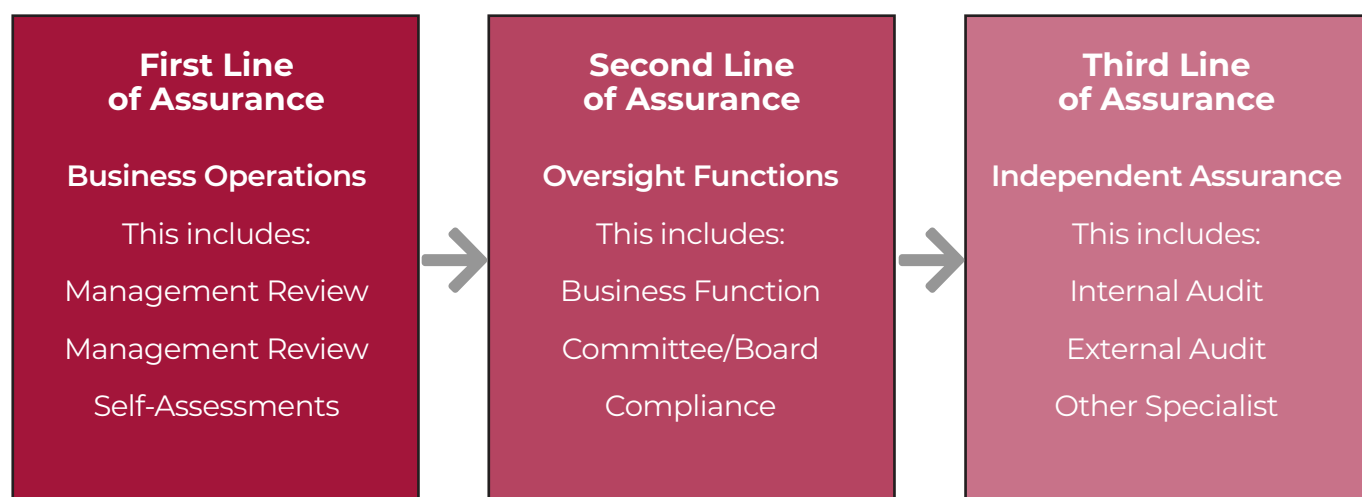 First Line
of Assurance
Business Operations
This includes:
Management Review
Management Review
Self-Assessments
Second Line
of Assurance
Oversight Functions
This includes:
Business Function
Committee/Board
Compliance
Third Line
of Assurance
Independent Assurance
This includes:
Internal Audit
External Audit
Other Specialist